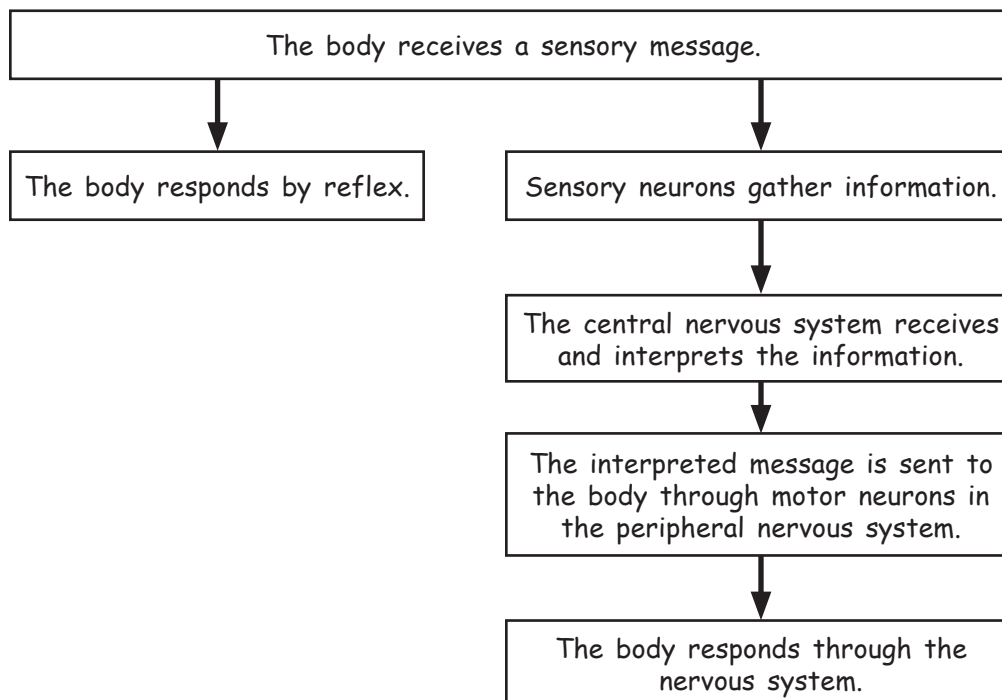 The body receives a sensory message.
The body responds by reflex.
Sensory neurons gather information.
The central nervous system receives
and interprets the information.
The interpreted message is sent to
the body through motor neurons in
the peripheral nervous system.
The body responds through the
nervous system.